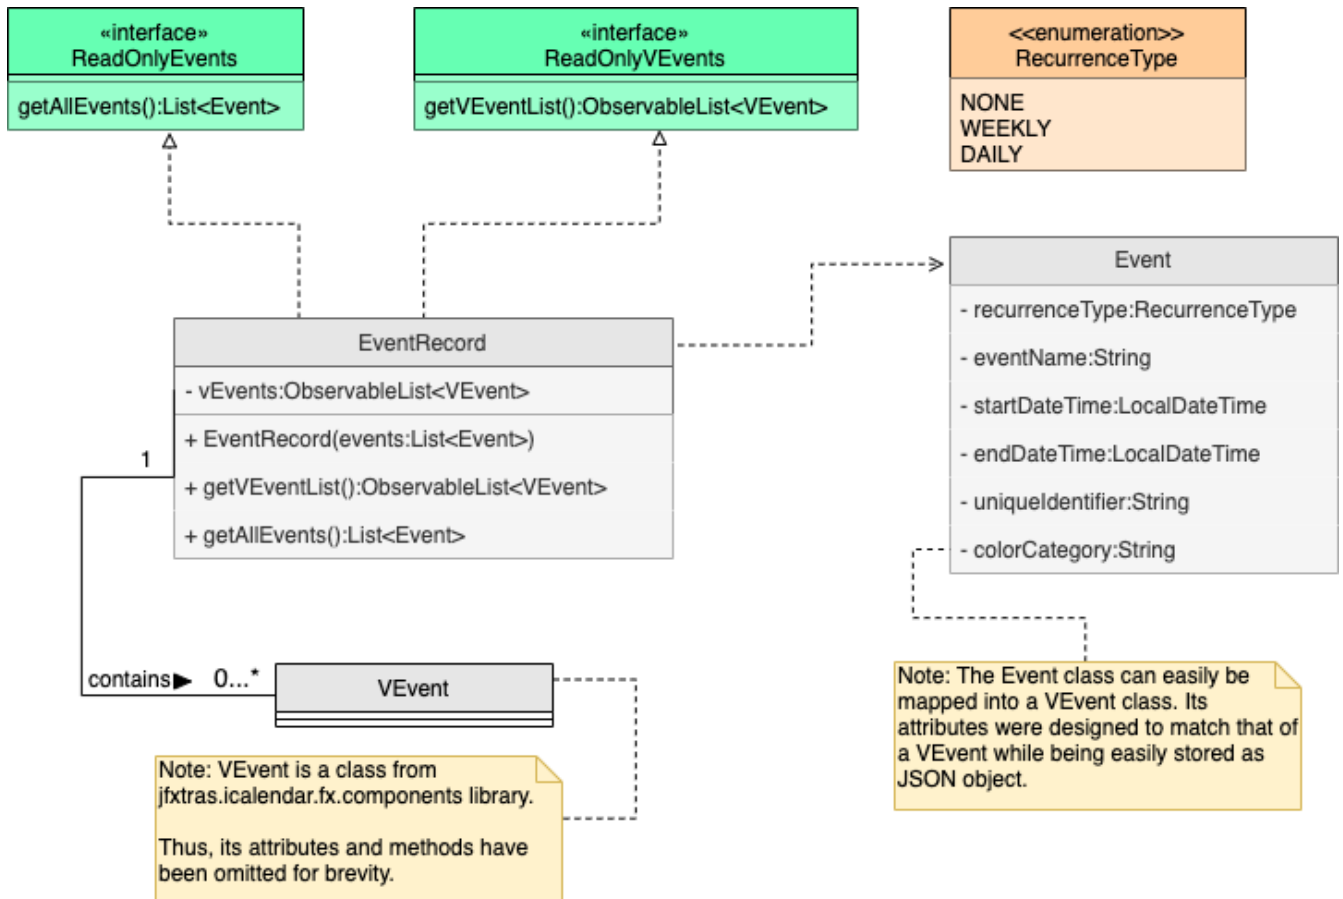 «interface»
ReadOnlyEvents
getAllEvents():List<Event>
«interface»
ReadOnlyVEvents
getVEventList():ObservableList<VEvent>
<<enumeration>>
RecurrenceType
NONE
WEEKLY
DAILY
Event
- recurrenceType:RecurrenceType
- eventName:String
- startDateTime:LocalDateTime
- endDateTime:LocalDateTime
- uniqueIdentifier:String
- colorCategory:String
EventRecord
- vEvents:ObservableList<VEvent>
+ EventRecord(events:List<Event>)
+ getVEventList():ObservableList<VEvent>
+ getAllEvents():List<Event>
1
contains
0...*
VEvent
Note: VEvent is a class from
jfxtras.icalendar.fx.components library.
Thus, its attributes and methods have
been omitted for brevity.
Note: The Event class can easily be
mapped into a VEvent class. Its
attributes were designed to match that of
a VEvent while being easily stored as
JSON object.